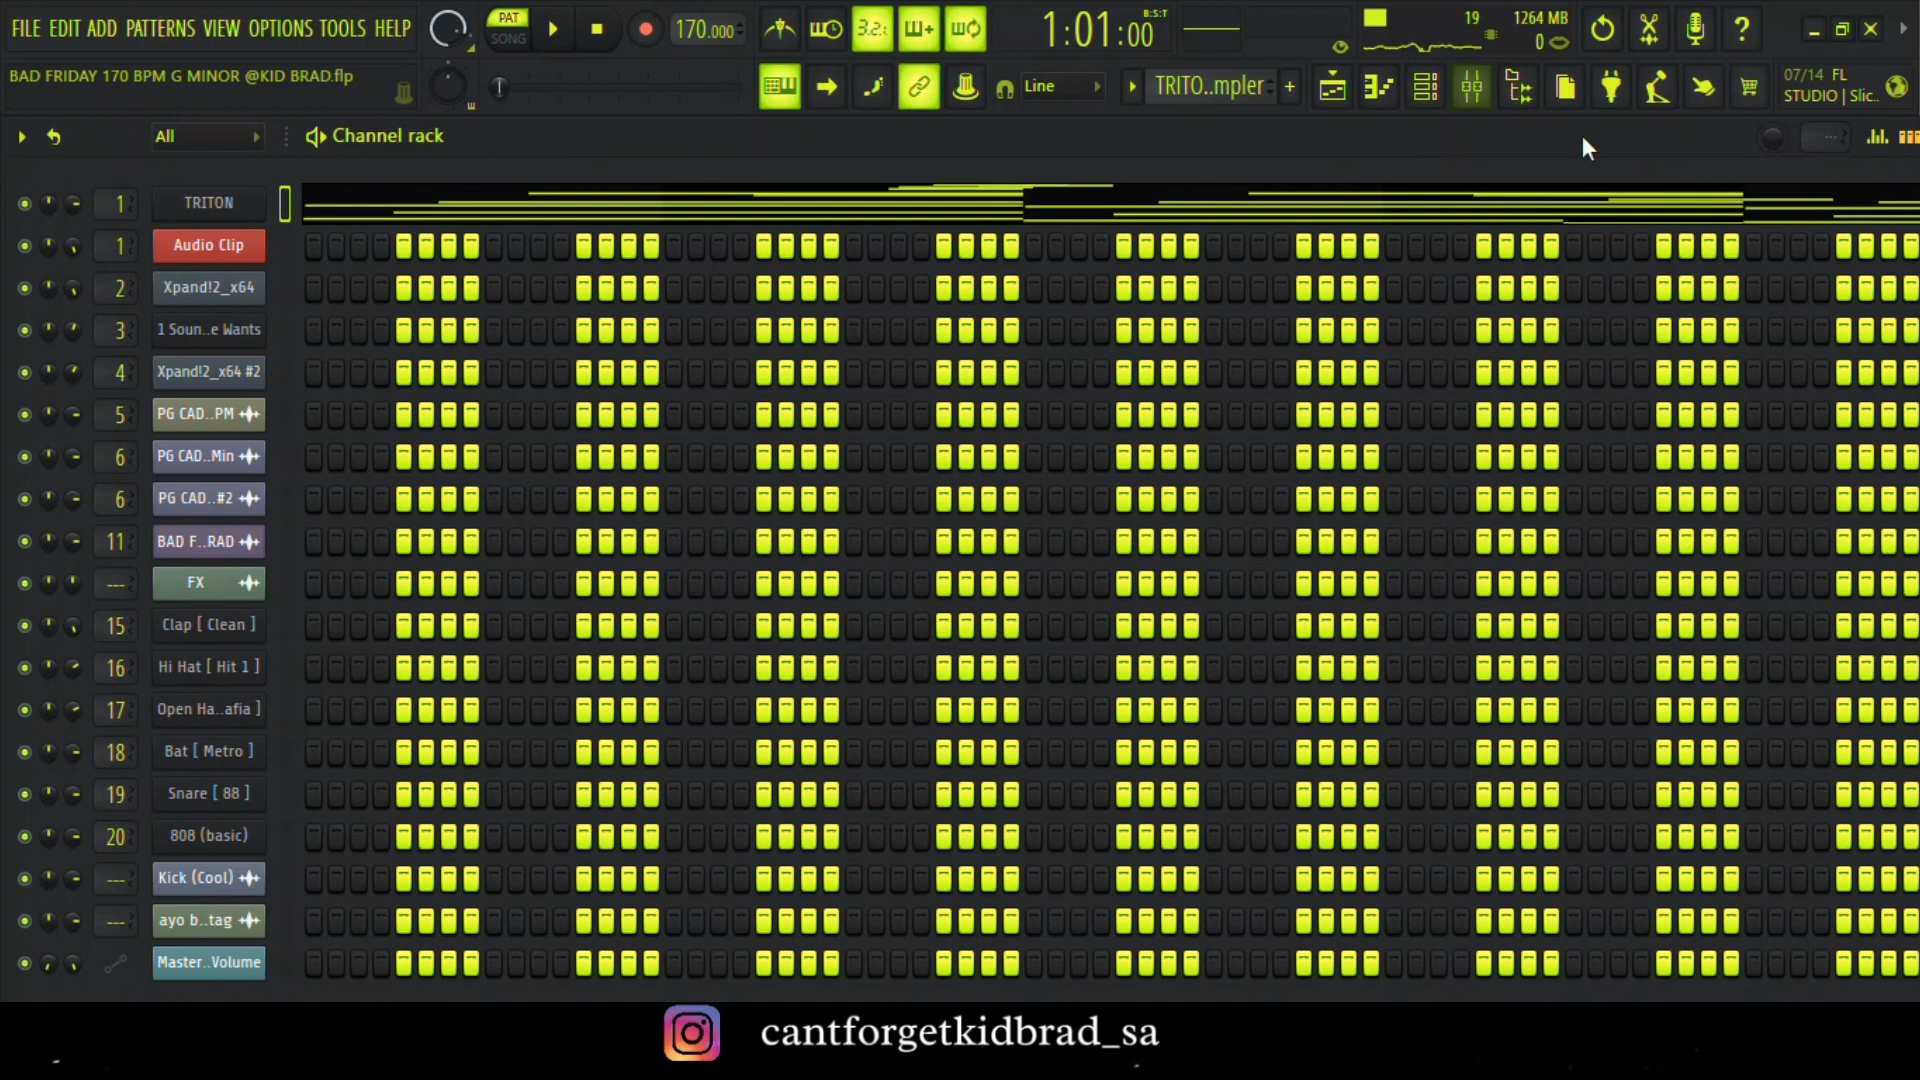 FILE EDIT ADD PATTERNS VIEW OPTIONS TOOLS HELP
PAT
SONG
170.000
3.2.
1:01:00
B:S:T
19
1264 MB
0
BAD FRIDAY 170 BPM G MINOR @KID BRAD.flp
Line
TRITO..mpler
+
07/14 FL
STUDIO | Slic..
All
Channel rack
1 TRITON
1 Audio Clip
2 Xpand!2_x64
3 1 Soun..e Wants
4 Xpand!2_x64 #2
5 PG CAD..PM
6 PG CAD..Min
6 PG CAD..#2
11 BAD F..RAD
--- FX
15 Clap [ Clean ]
16 Hi Hat [ Hit 1 ]
17 Open Ha..afia ]
18 Bat [ Metro ]
19 Snare [ 88 ]
20 808 (basic)
--- Kick (Cool)
--- ayo b..tag
Master..Volume
cantforgetkidbrad_sa